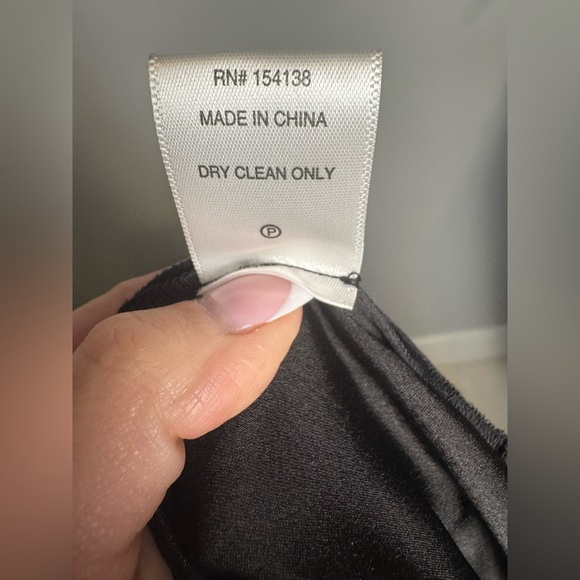 RN# 154138
MADE IN CHINA
DRY CLEAN ONLY
P